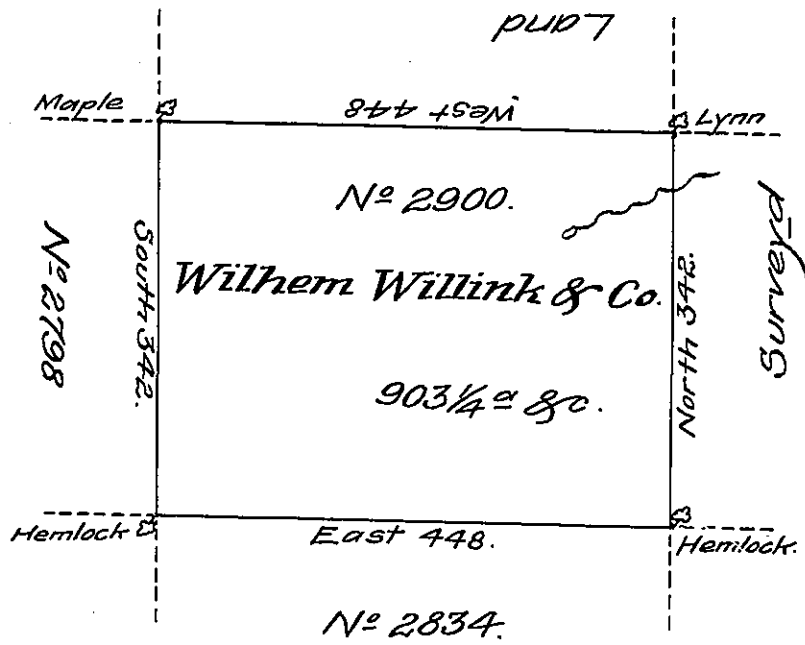 Land
Maple
West 448
Lynn
Nº 2900.
Surveyed
Nº 2798
South 342.
Wilhem Willink & Co.
North 342.
903¼ a &c.
Hemlock
East 448.
Hemlock.
Nº 2834.